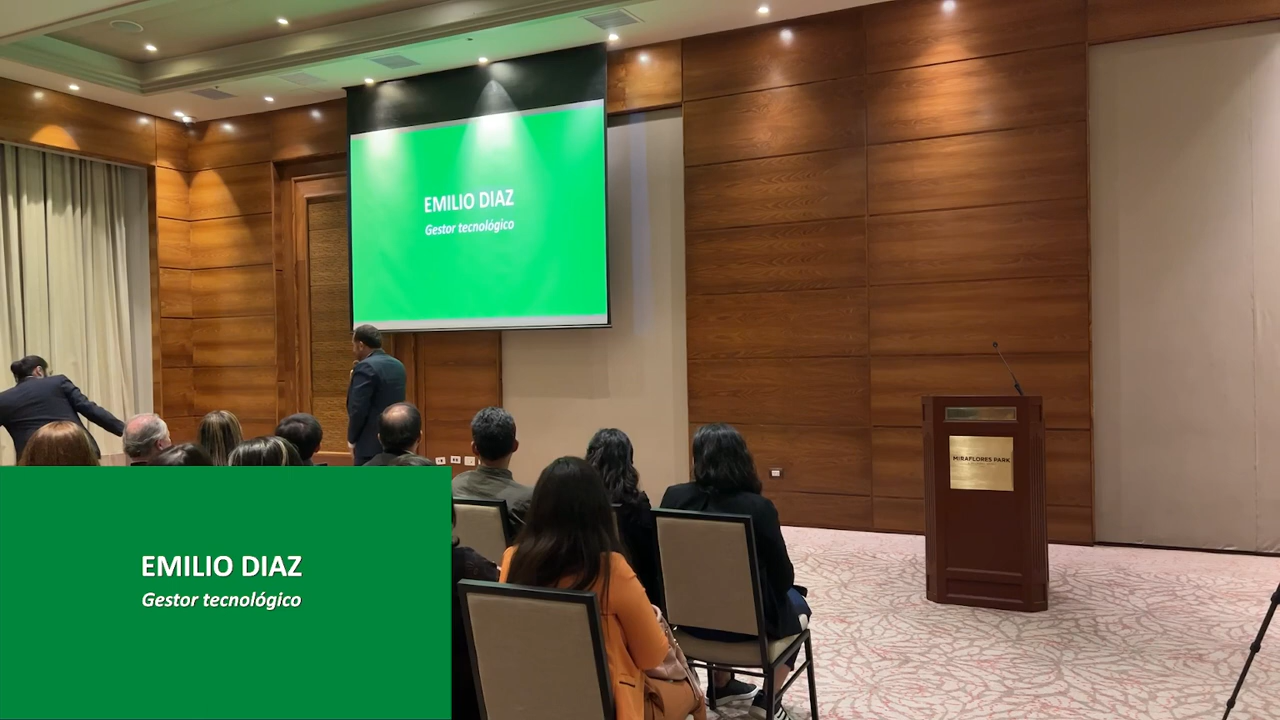 EMILIO DIAZ
Gestor tecnológico
MIRAFLORES PARK
EMILIO DIAZ
Gestor tecnológico